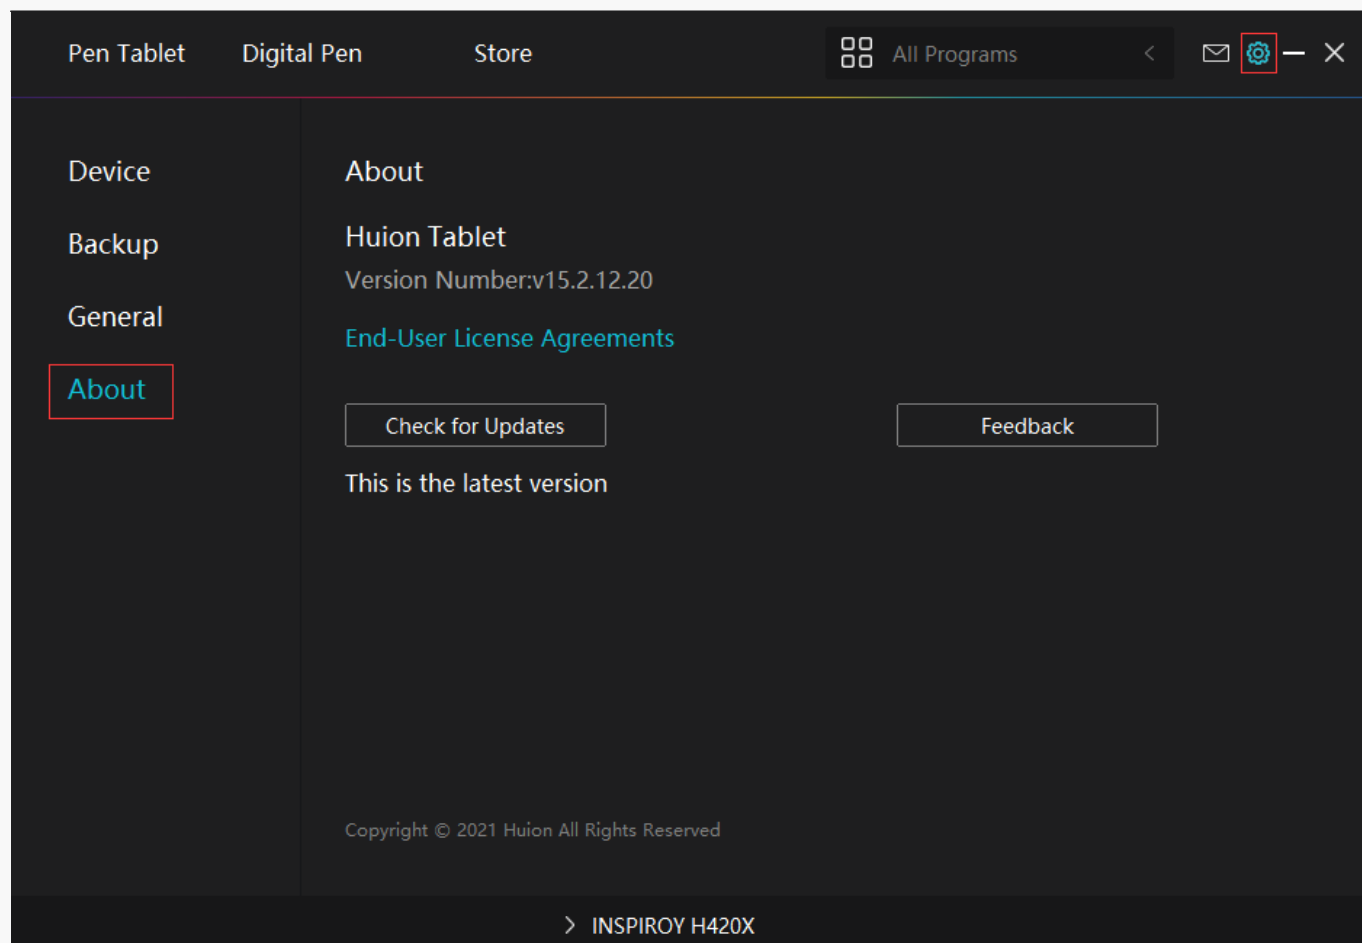 Pen Tablet Digital Pen Store All Programs
Device
Backup
General
About
About
Huion Tablet
Version Number:v15.2.12.20
End-User License Agreements
Check for Updates Feedback
This is the latest version
Copyright © 2021 Huion All Rights Reserved
INSPIROY H420X